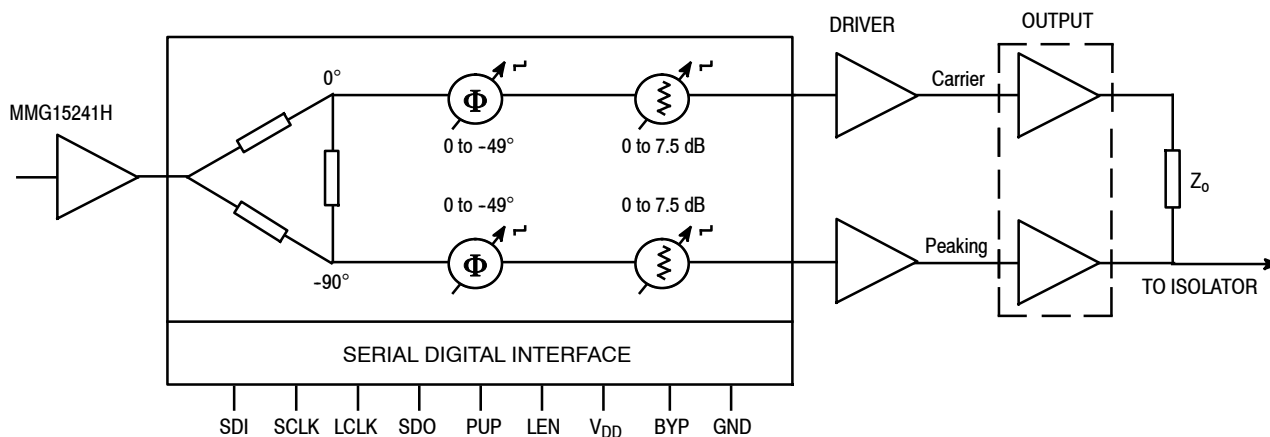 DRIVER
OUTPUT
MMG15241H
0°
Φ
Carrier
0 to -49°
0 to 7.5 dB
Zo
0 to -49°
0 to 7.5 dB
Φ
Peaking
-90°
TO ISOLATOR
SERIAL DIGITAL INTERFACE
SDI SCLK LCLK SDO PUP LEN VDD BYP GND